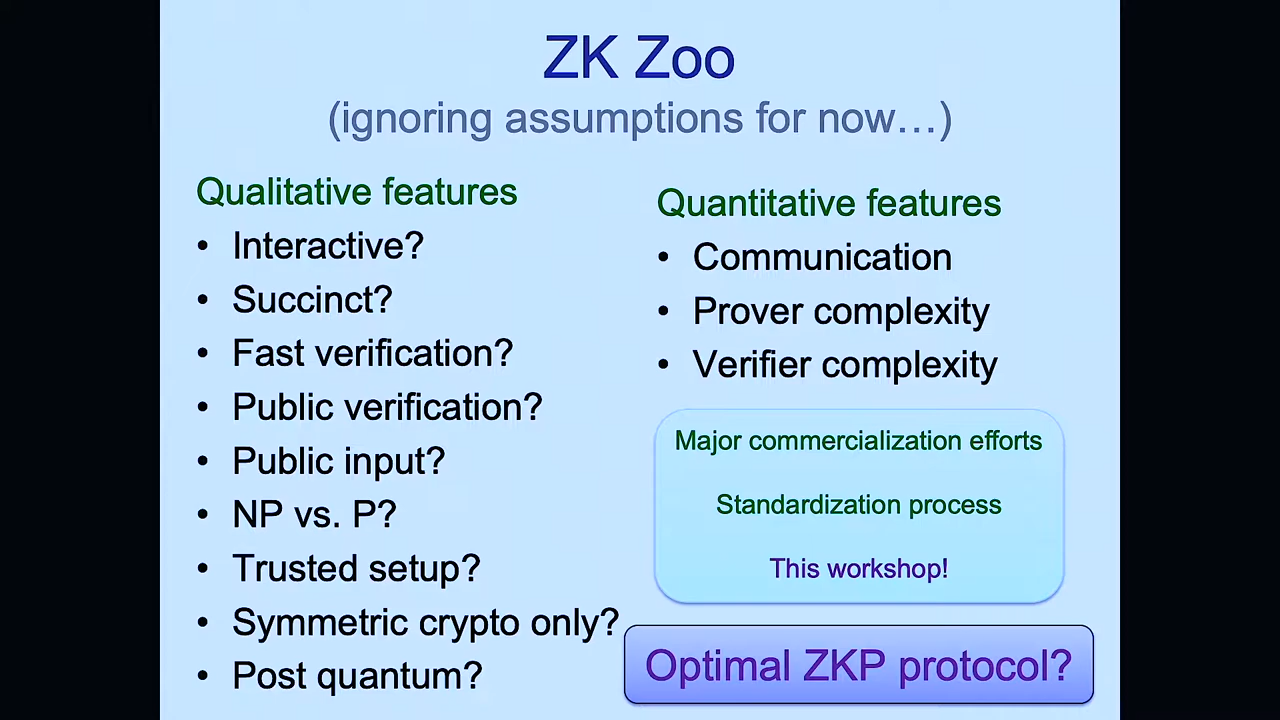 ZK Zoo
(ignoring assumptions for now…)
Qualitative features
• Interactive?
• Succinct?
• Fast verification?
• Public verification?
• Public input?
• NP vs. P?
• Trusted setup?
• Symmetric crypto only?
• Post quantum?
Quantitative features
• Communication
• Prover complexity
• Verifier complexity
Major commercialization efforts
Standardization process
This workshop!
Optimal ZKP protocol?